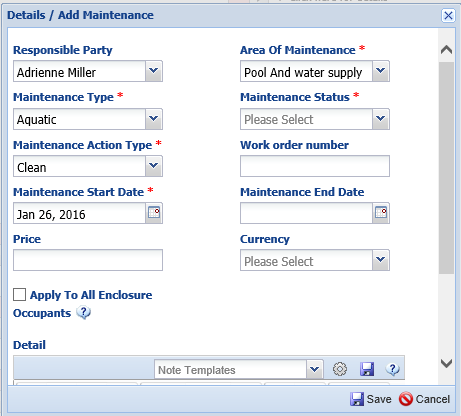 Details / Add Maintenance
Responsible Party
Area Of Maintenance *
Adrienne Miller
Pool And water supply
Maintenance Type *
Maintenance Status *
Aquatic
Please Select
Maintenance Action Type *
Work order number
Clean
Maintenance Start Date *
Maintenance End Date
Jan 26, 2016
Price
Currency
Please Select
Apply To All Enclosure
Occupants ?
Detail
Note Templates
?
Save
Cancel